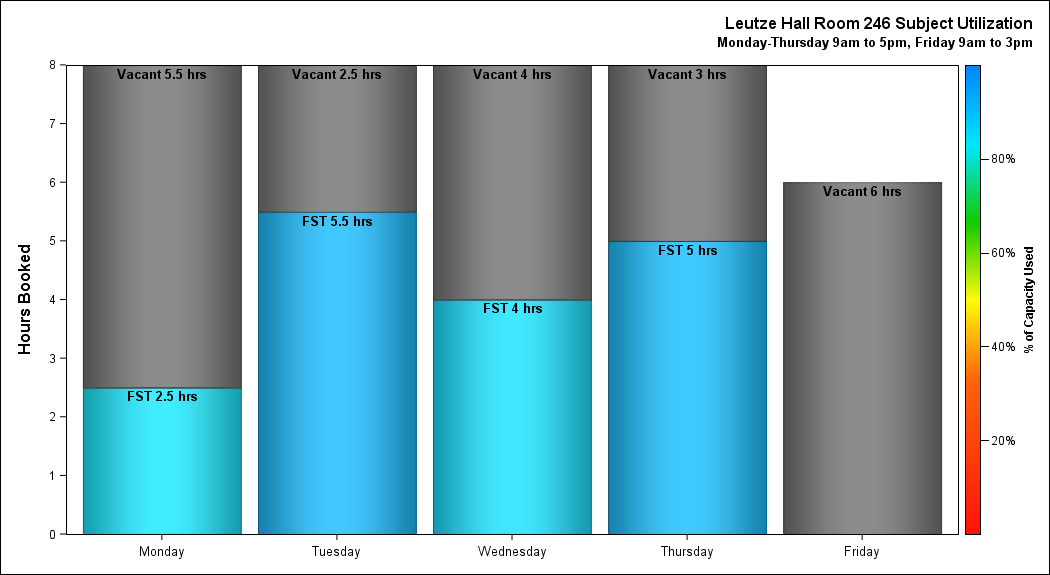 Leutze Hall Room 246 Subject Utilization
Monday-Thursday 9am to 5pm, Friday 9am to 3pm
Hours Booked
8
7
6
5
4
3
2
1
0
Vacant 5.5 hrs
FST 2.5 hrs
Vacant 2.5 hrs
FST 5.5 hrs
Vacant 4 hrs
FST 4 hrs
Vacant 3 hrs
FST 5 hrs
Vacant 6 hrs
Monday
Tuesday
Wednesday
Thursday
Friday
80%
60%
40%
20%
% of Capacity Used